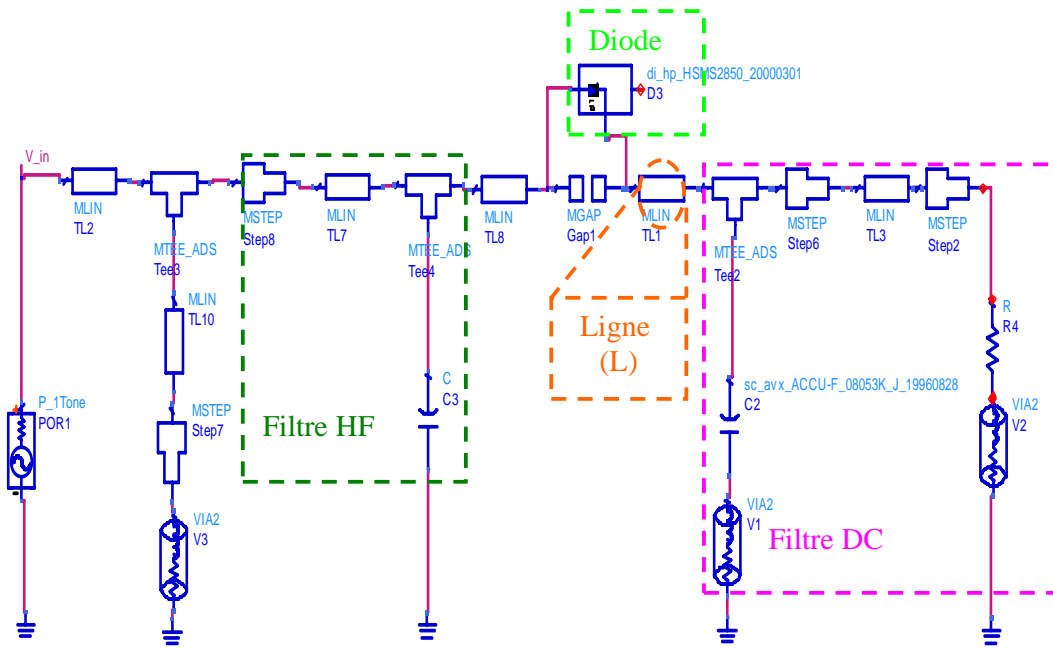 Diode
di_hp_HSMS2850_20000301
D3
V_in
MLIN
TL2
MTEE_ADS
Tee3
MSTEP
Step8
MLIN
TL7
MTEE_ADS
Tee4
MLIN
TL8
MGAP
Gap1
MLIN
TL1
MTEE_ADS
Tee2
MSTEP
Step6
MLIN
TL3
MSTEP
Step2
MLIN
TL10
Ligne
(L)
R
R4
P_1Tone
POR1
MSTEP
Step7
Filtre HF
C
C3
sc_avx_ACCU-F_08053K_J_19960828
C2
VIA2
V2
VIA2
V3
VIA2
V1
Filtre DC